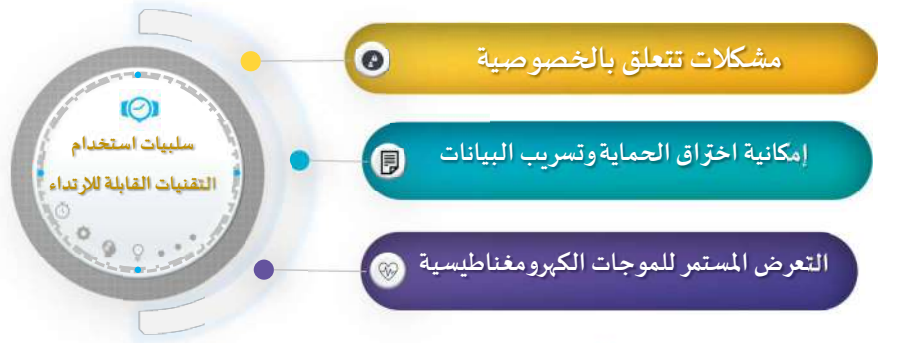 سلبيات استخدام
التقنيات القابلة للارتداء
مشكلات تتعلق بالخصوصية
إمكانية اختراق الحماية وتسريب البيانات
التعرض المستمر للموجات الكهرومغناطيسية